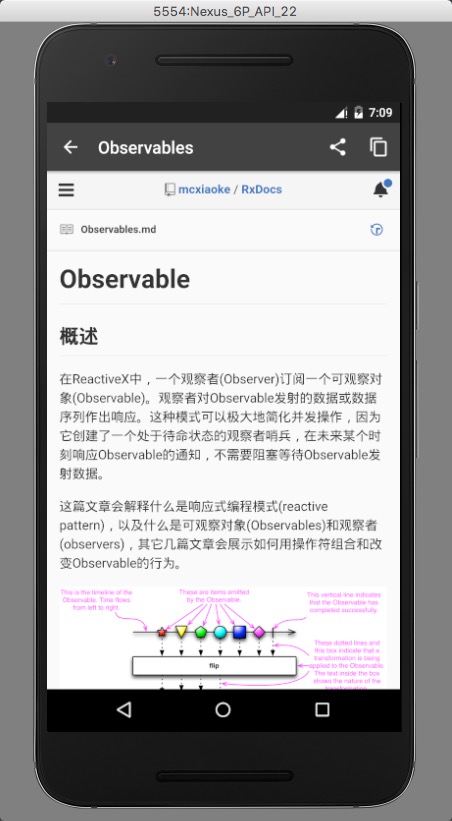 5554:Nexus_6P_API_22
7:09
Observables
mcxiaoke / RxDocs
Observables.md
Observable
概述
在ReactiveX中，一个观察者(Observer)订阅一个可观察对
象(Observable)。观察者对Observable发射的数据或数据
序列作出响应。这种模式可以极大地简化并发操作，因为
它创建了一个处于待命状态的观察者哨兵，在未来某个时
刻响应Observable的通知，不需要阻塞等待Observable发
射数据。
这篇文章会解释什么是响应式编程模式(reactive
pattern)，以及什么是可观察对象(Observables)和观察者
(observers)，其它几篇文章会展示如何用操作符组合和改
变Observable的行为。
This is the timeline of the
Observable. Time flows
from left to right.
These are items emitted
by the Observable.
This vertical line indicates
that the Observable has
completed successfully.
These dotted lines and
this box indicate that a
transformation is being
applied to the Observable.
The text inside the box
shows the nature of the
transformation.
flip